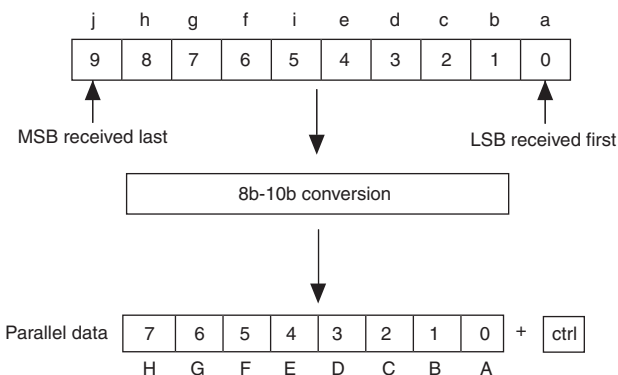 j h g f i e d c b a
9 8 7 6 5 4 3 2 1 0
MSB received last
LSB received first
8b-10b conversion
Parallel data 7 6 5 4 3 2 1 0 + ctrl
H G F E D C B A